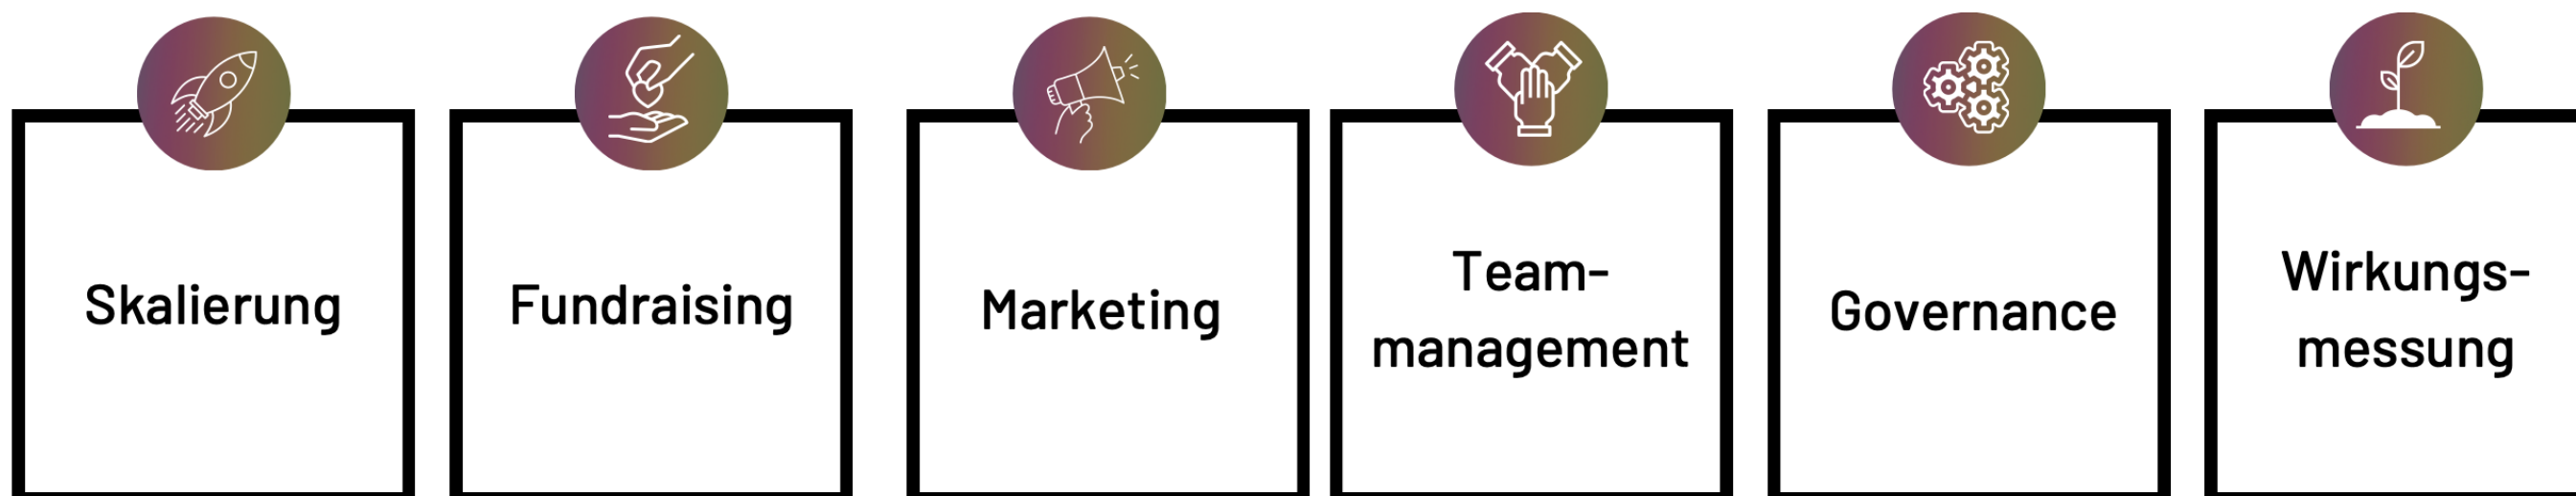 Skalierung
Fundraising
Marketing
Team-
management
Governance
Wirkungs-
messung